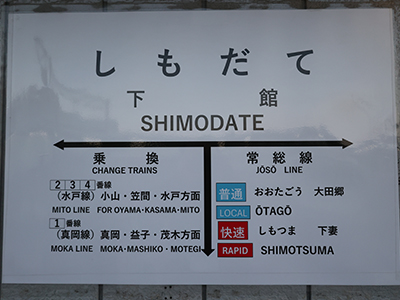 しもだて
下館
SHIMODATE
乗換
CHANGE TRAINS
2 3 4 番線
（水戸線）小山・笠間・水戸方面
MITO LINE FOR OYAMA・KASAMA・MITO
1 番線
（真岡線）真岡・益子・茂木方面
MOKA LINE MOKA・MASHIKO・MOTEGI
常総線
JŌSŌ LINE
普通 おおたごう 大田郷
LOCAL ŌTAGŌ
快速 しもつま 下妻
RAPID SHIMOTSUMA